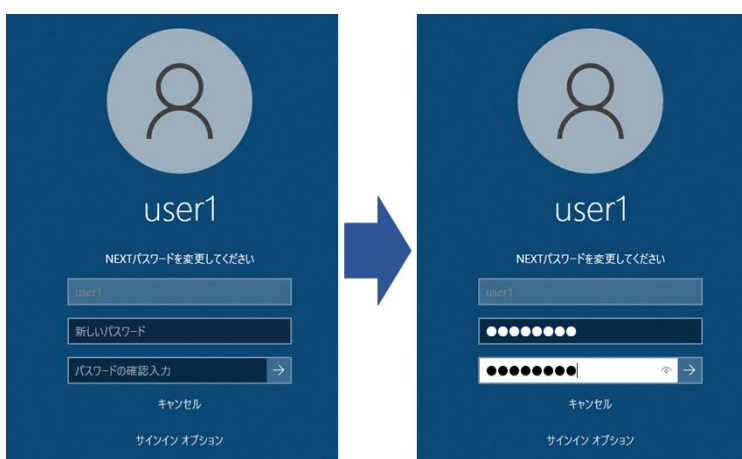 user1
NEXTパスワードを変更してください
user1
新しいパスワード
パスワードの確認入力
キャンセル
サインイン オプション
user1
NEXTパスワードを変更してください
user1
●●●●●●●●
●●●●●●●●
キャンセル
サインイン オプション